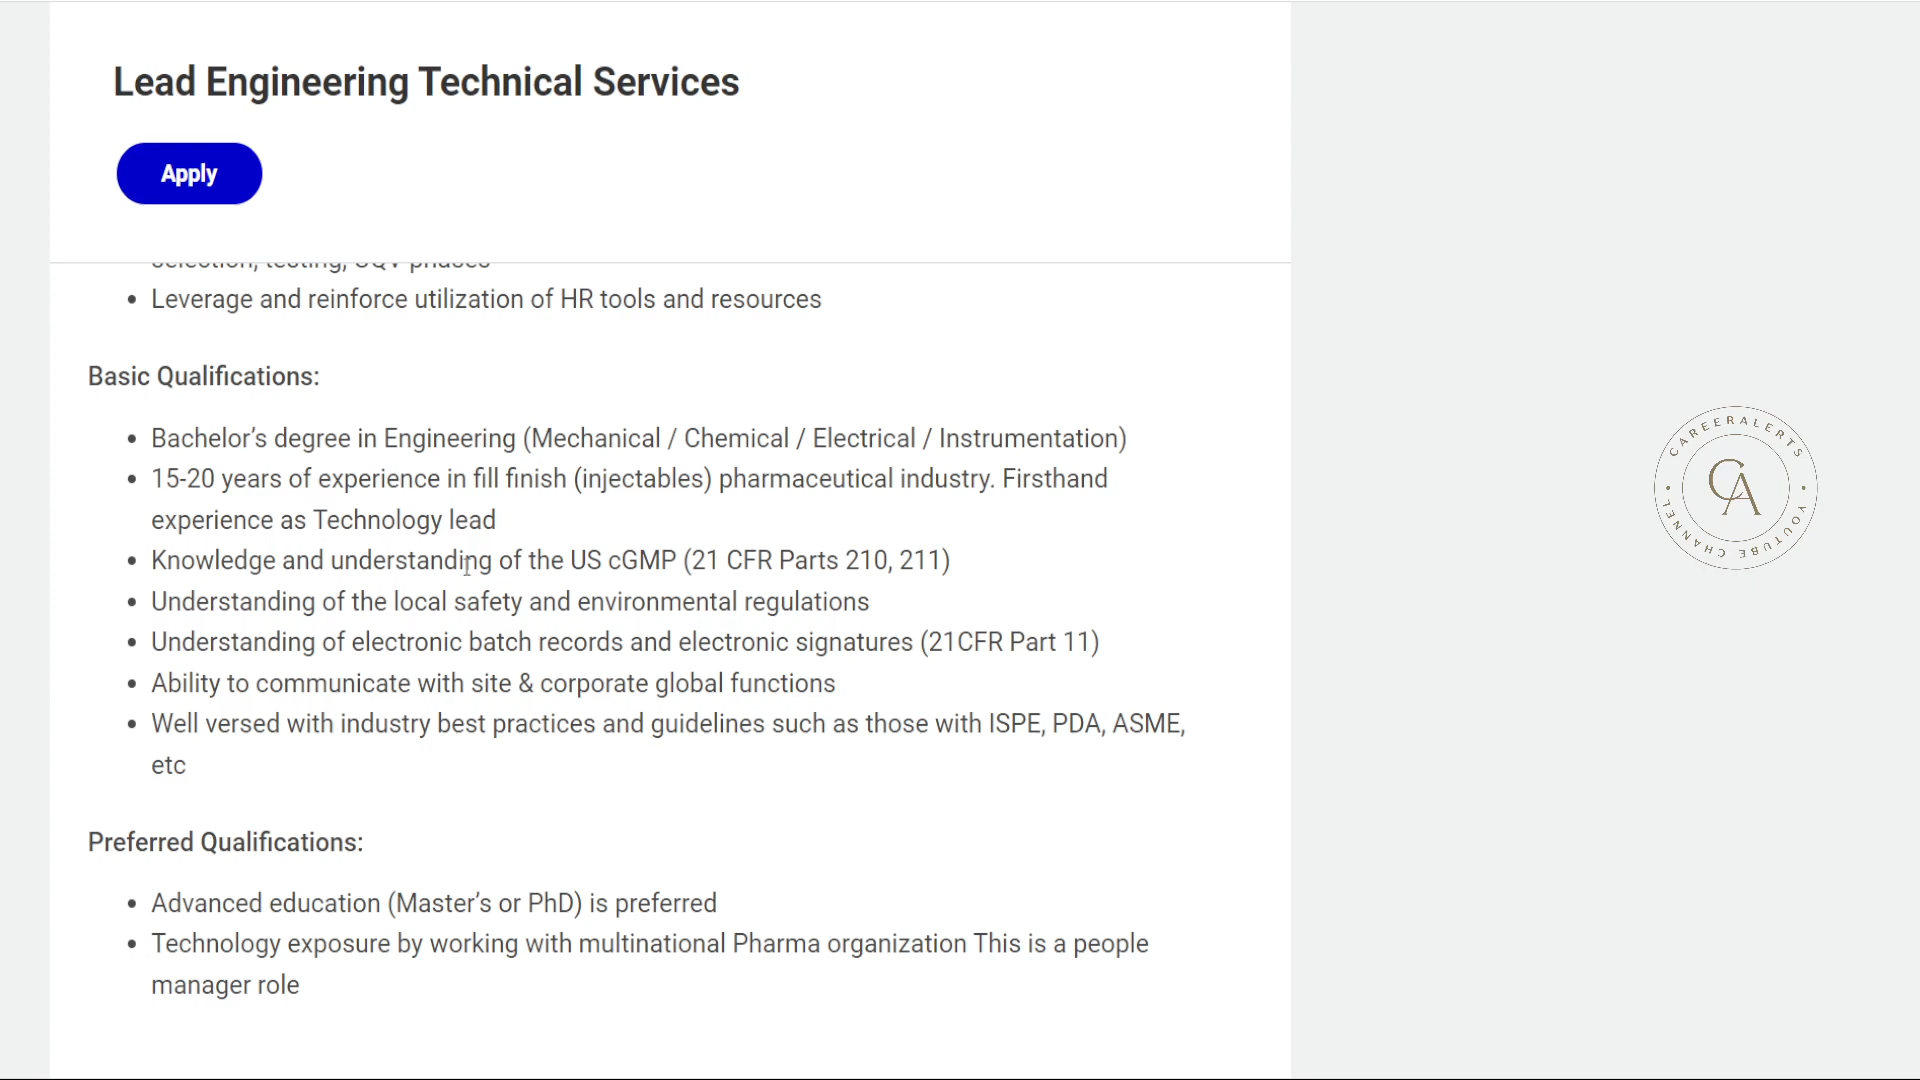 Lead Engineering Technical Services
Apply
selection, testing, CQV phases
• Leverage and reinforce utilization of HR tools and resources
Basic Qualifications:
• Bachelor’s degree in Engineering (Mechanical / Chemical / Electrical / Instrumentation)
• 15-20 years of experience in fill finish (injectables) pharmaceutical industry. Firsthand
experience as Technology lead
• Knowledge and understanding of the US cGMP (21 CFR Parts 210, 211)
• Understanding of the local safety and environmental regulations
• Understanding of electronic batch records and electronic signatures (21CFR Part 11)
• Ability to communicate with site & corporate global functions
• Well versed with industry best practices and guidelines such as those with ISPE, PDA, ASME,
etc
Preferred Qualifications:
• Advanced education (Master’s or PhD) is preferred
• Technology exposure by working with multinational Pharma organization This is a people
manager role
CAREERALERTS
CA
YOUTUBE CHANNEL